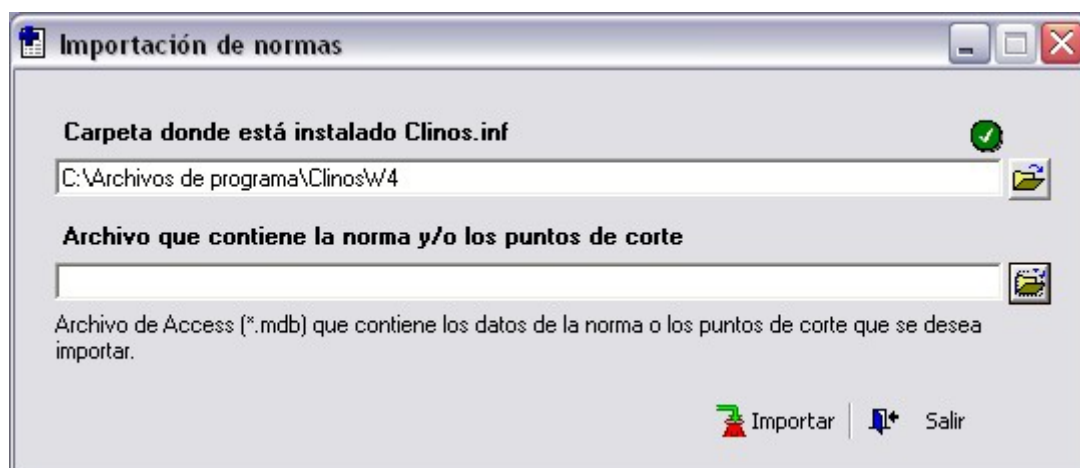 Importación de normas
Carpeta donde está instalado Clinos.inf
C:\Archivos de programa\ClinosW4
Archivo que contiene la norma y/o los puntos de corte
Archivo de Access (*.mdb) que contiene los datos de la norma o los puntos de corte que se desea
importar.
Importar Salir